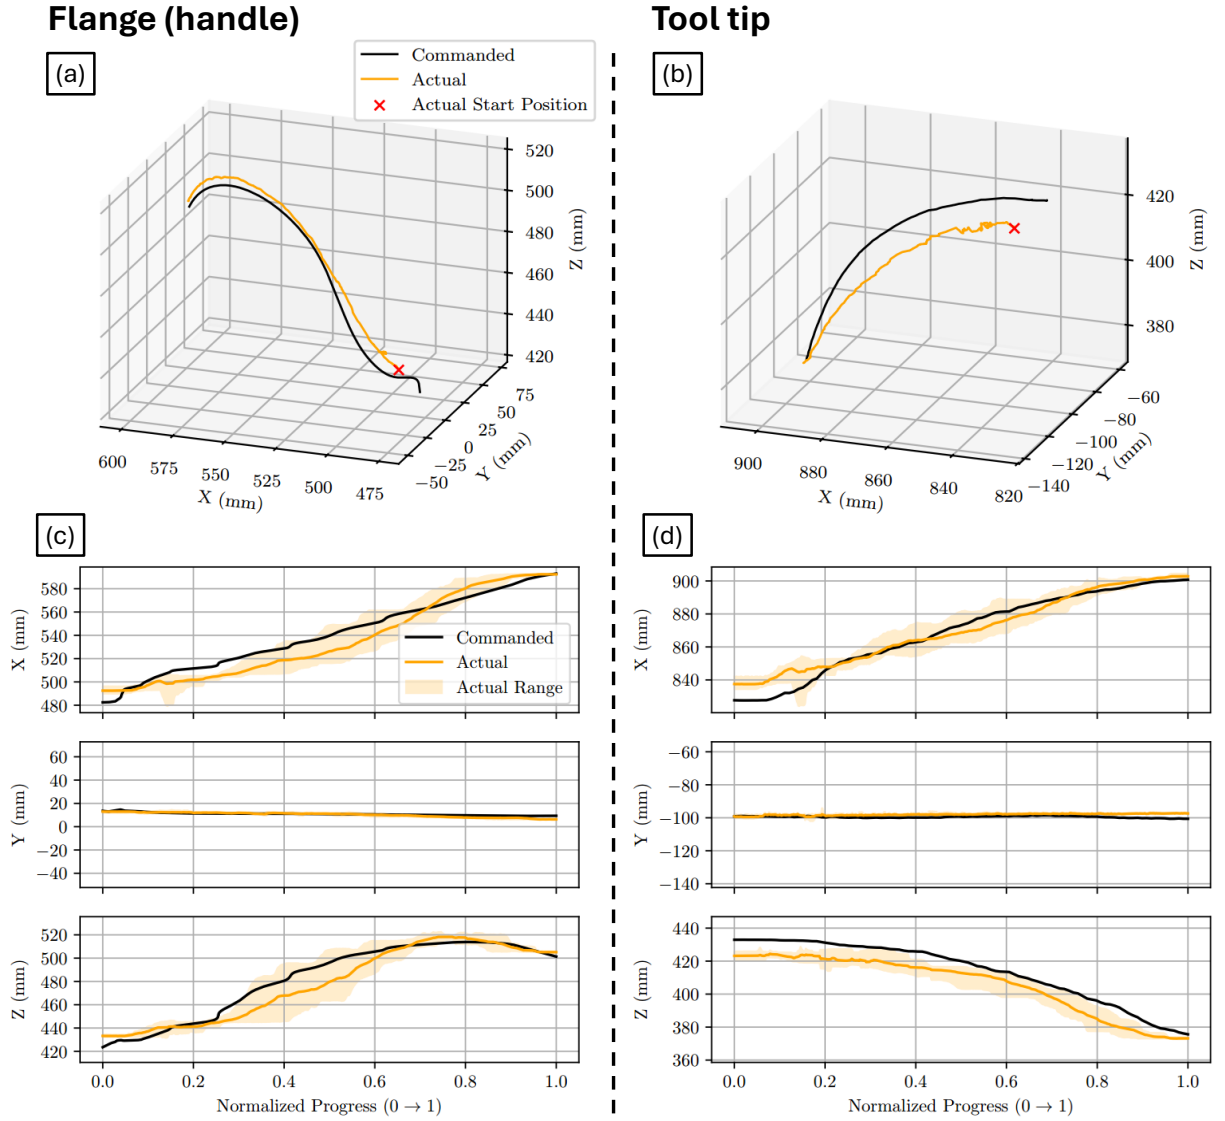 Flange (handle)
Tool tip
(a)
Commanded
Actual
Actual Start Position
520
500
480
460
440
420
Z (mm)
75
50
25
0
−25
−50
Y (mm)
600
575
550
525
500
475
X (mm)
(b)
420
400
380
Z (mm)
−60
−80
−100
−120
−140
Y (mm)
900
880
860
840
820
X (mm)
(c)
580
560
540
520
500
480
X (mm)
Commanded
Actual
Actual Range
60
40
20
0
−20
−40
Y (mm)
520
500
480
460
440
420
Z (mm)
0.0 0.2 0.4 0.6 0.8 1.0
Normalized Progress (0 → 1)
(d)
900
880
860
840
X (mm)
−60
−80
−100
−120
−140
Y (mm)
440
420
400
380
360
Z (mm)
0.0 0.2 0.4 0.6 0.8 1.0
Normalized Progress (0 → 1)